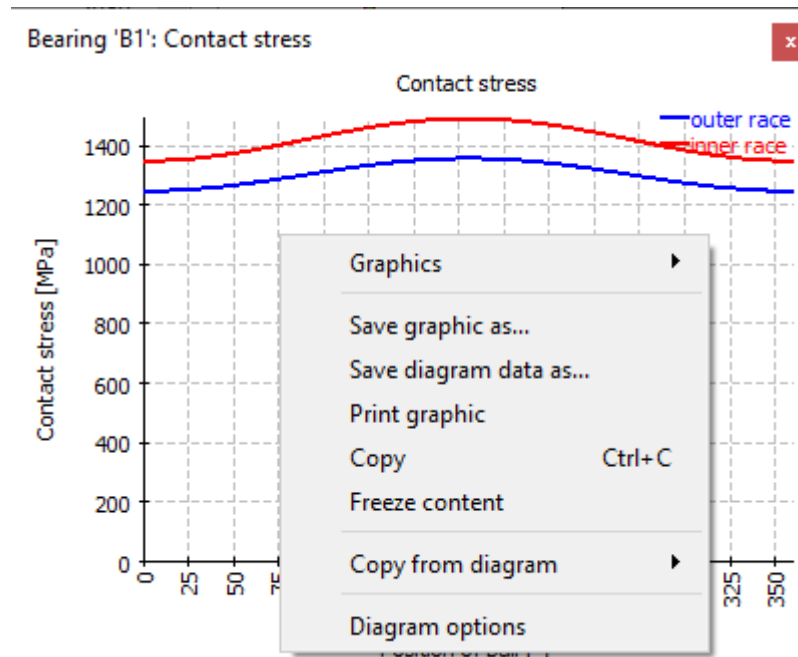 Bearing 'B1': Contact stress
x
Contact stress
outer race
inner race
Contact stress [MPa]
1400
1200
1000
800
600
400
200
0
0
25
50
325
350
Graphics
Save graphic as...
Save diagram data as...
Print graphic
Copy Ctrl+C
Freeze content
Copy from diagram
Diagram options